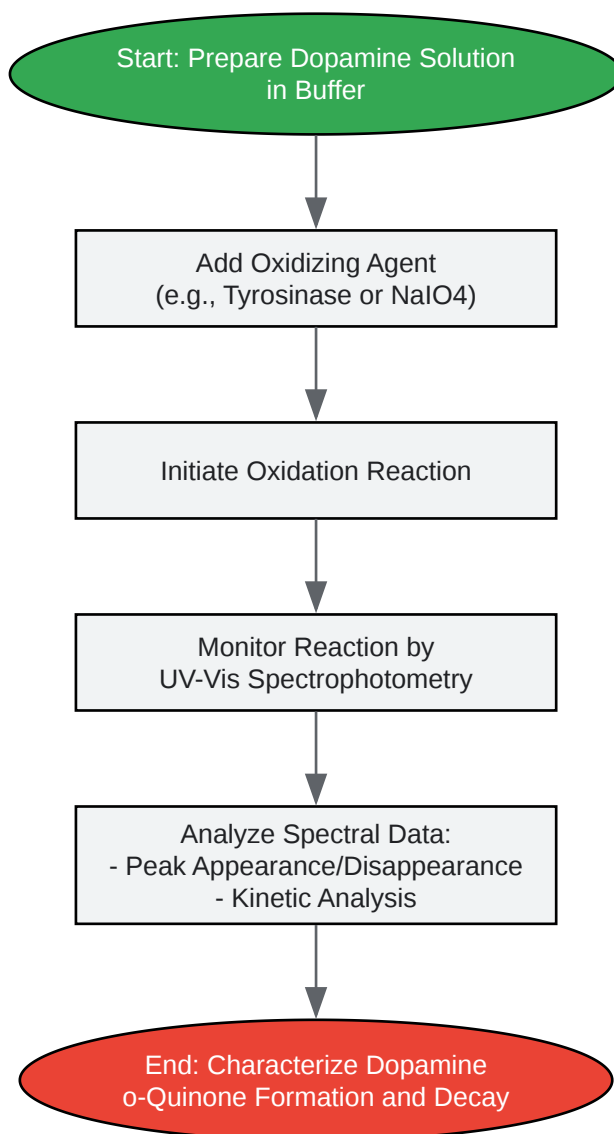 Start: Prepare Dopamine Solution
in Buffer
Add Oxidizing Agent
(e.g., Tyrosinase or NaIO4)
Initiate Oxidation Reaction
Monitor Reaction by
UV-Vis Spectrophotometry
Analyze Spectral Data:
- Peak Appearance/Disappearance
- Kinetic Analysis
End: Characterize Dopamine
o-Quinone Formation and Decay